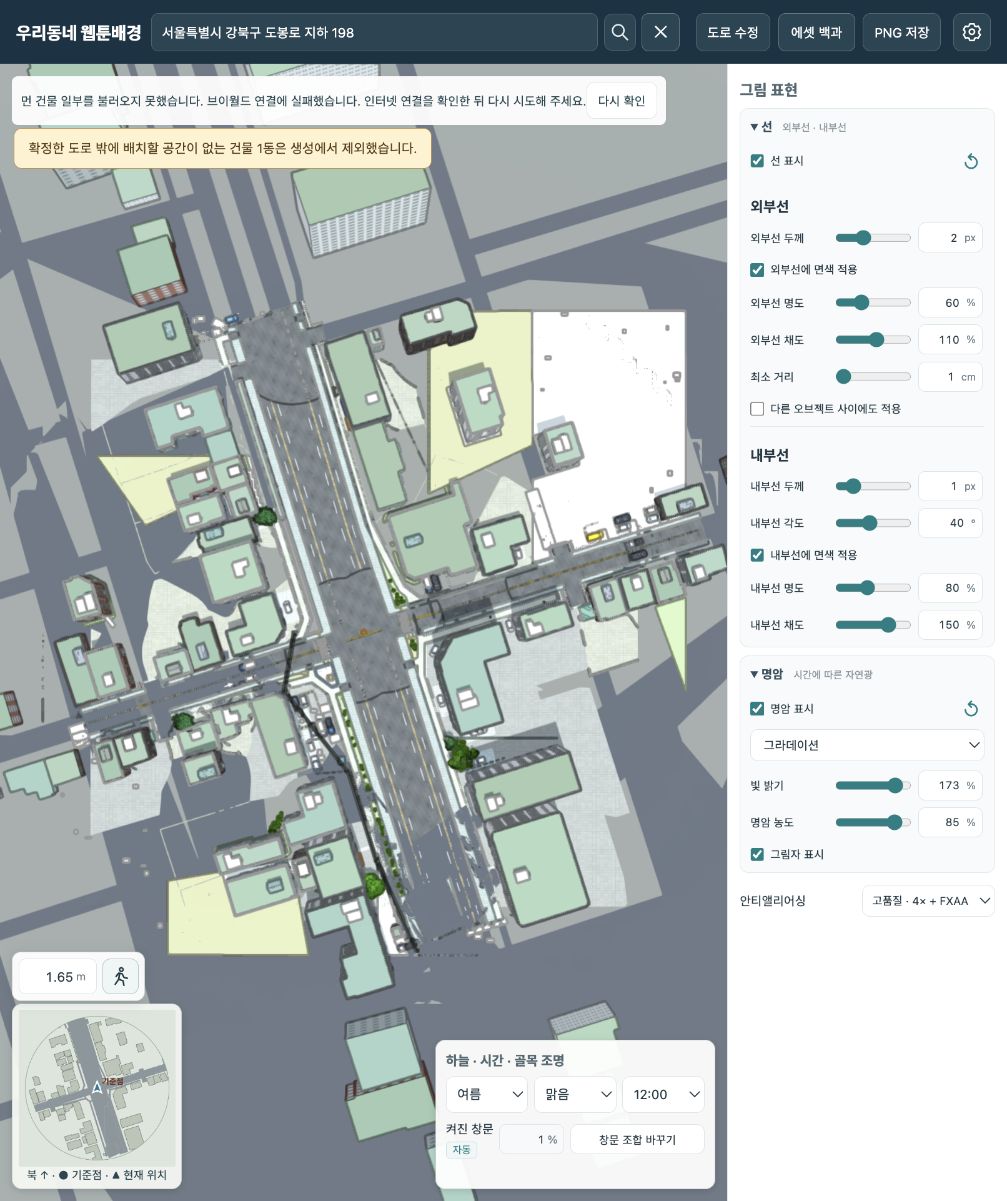 우리동네 웹툰배경
서울특별시 강북구 도봉로 지하 198
도로 수정
에셋 백과
PNG 저장
먼 건물 일부를 불러오지 못했습니다. 브이월드 연결에 실패했습니다. 인터넷 연결을 확인한 뒤 다시 시도해 주세요.
다시 확인
확정한 도로 밖에 배치할 공간이 없는 건물 1동은 생성에서 제외했습니다.
그림 표현
▼ 선 외부선 · 내부선
선 표시
외부선
외부선 두께 2 px
외부선에 면색 적용
외부선 명도 60 %
외부선 채도 110 %
최소 거리 1 cm
다른 오브젝트 사이에도 적용
내부선
내부선 두께 1 px
내부선 각도 40 °
내부선에 면색 적용
내부선 명도 80 %
내부선 채도 150 %
▼ 명암 시간에 따른 자연광
명암 표시
그라데이션
빛 밝기 173 %
명암 농도 85 %
그림자 표시
안티앨리어싱 고품질 · 4× + FXAA
1.65 m
기준점
북 ↑ · ● 기준점 · ▲ 현재 위치
하늘 · 시간 · 골목 조명
여름 맑음 12:00
켜진 창문
자동
1 %
창문 조합 바꾸기